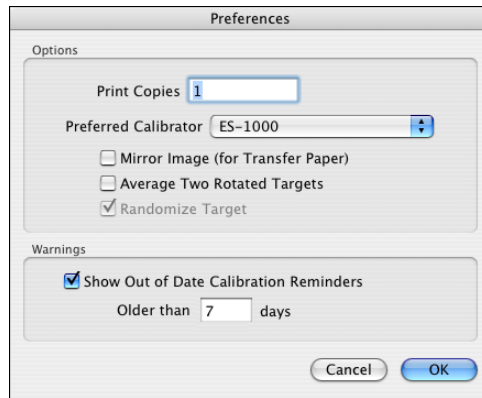 Preferences
Options
Print Copies 1
Preferred Calibrator ES-1000
Mirror Image (for Transfer Paper)
Average Two Rotated Targets
Randomize Target
Warnings
Show Out of Date Calibration Reminders
Older than 7 days
Cancel OK